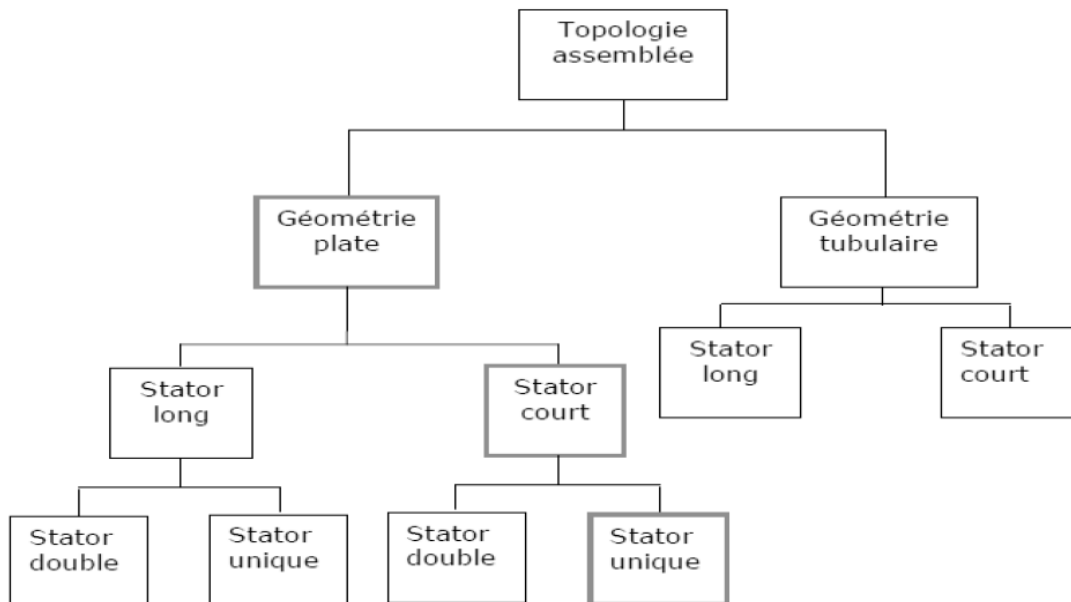 Topologie
assemblée
Géométrie
plate
Géométrie
tubulaire
Stator
long
Stator
court
Stator
long
Stator
court
Stator
double
Stator
unique
Stator
double
Stator
unique